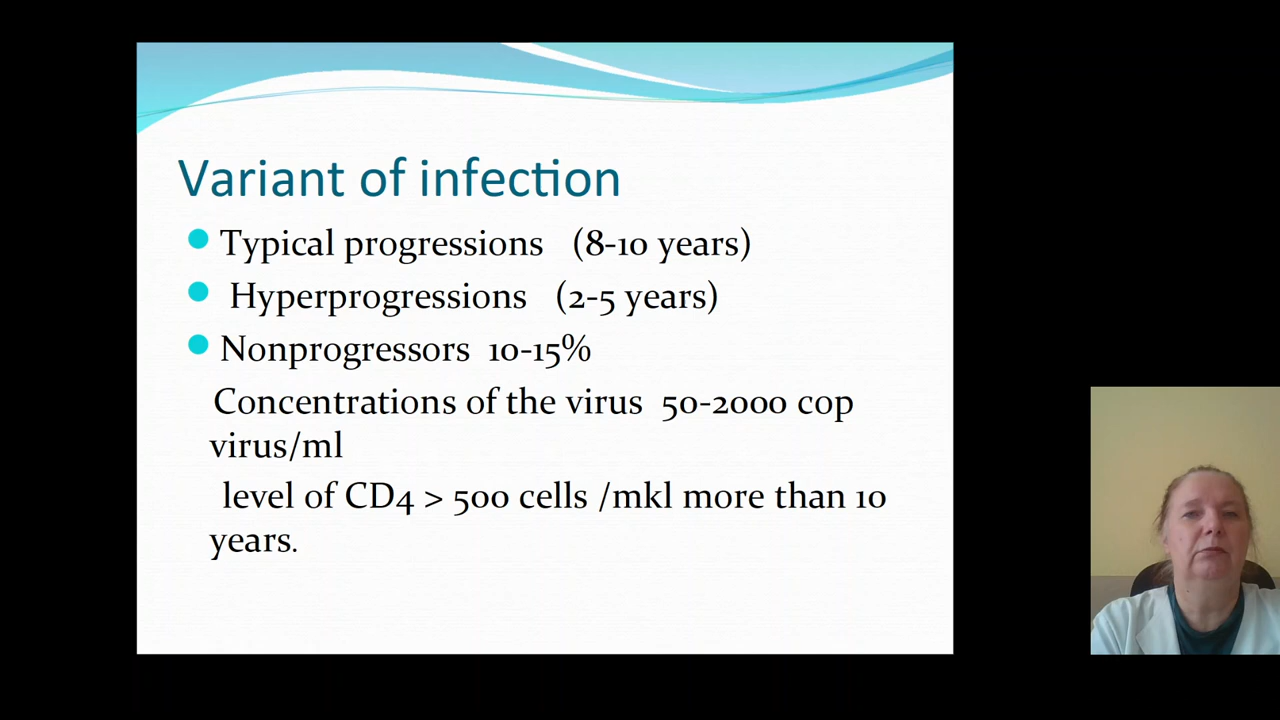 Variant of infection
Typical progressions (8-10 years)
Hyperprogressions (2-5 years)
Nonprogressors 10-15%
Concentrations of the virus 50-2000 cop
virus/ml
level of CD4 > 500 cells /mkl more than 10
years.